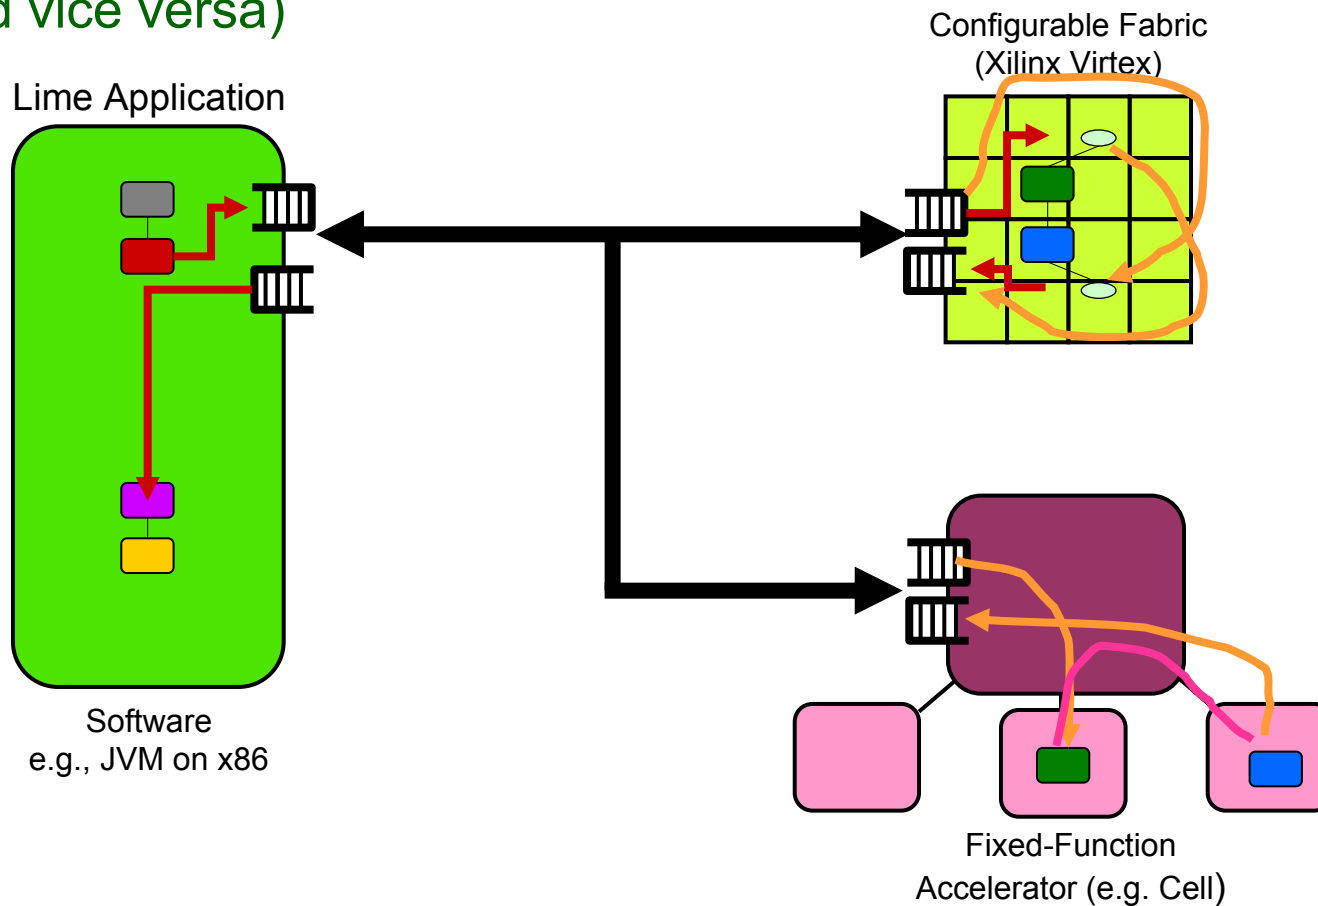 d vice versa)
Configurable Fabric
(Xilinx Virtex)
Lime Application
Software
e.g., JVM on x86
Fixed-Function
Accelerator (e.g. Cell)